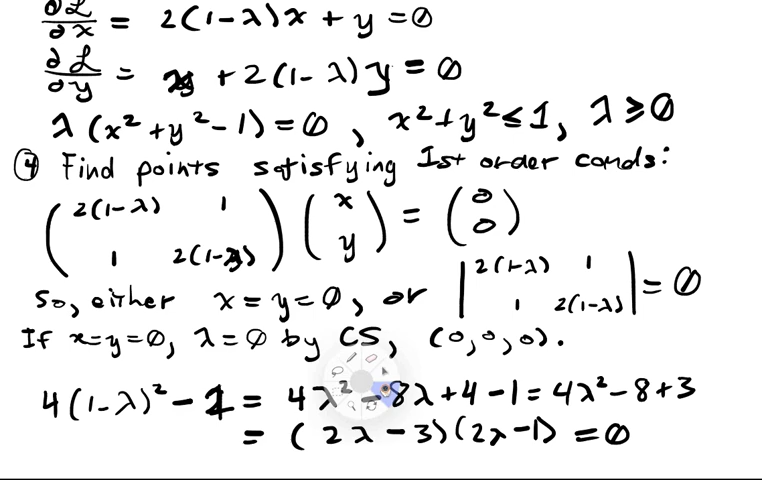 ∂ℒ/∂x = 2(1-λ)x + y = 0
∂ℒ/∂y = x + 2(1-λ)y = 0
λ(x²+y²-1)=0, x²+y²≤1, λ≥0
④ Find points satisfying 1st order conds:
(2(1-λ) 1; 1 2(1-λ)) (x; y) = (0; 0)
So, either x=y=0, or |2(1-λ) 1; 1 2(1-λ)| = 0
If x=y=0, λ=0 by CS, (0,0,0).
4(1-λ)²-1 = 4λ²-8λ+4-1=4λ²-8+3
= (2λ-3)(2λ-1)=0